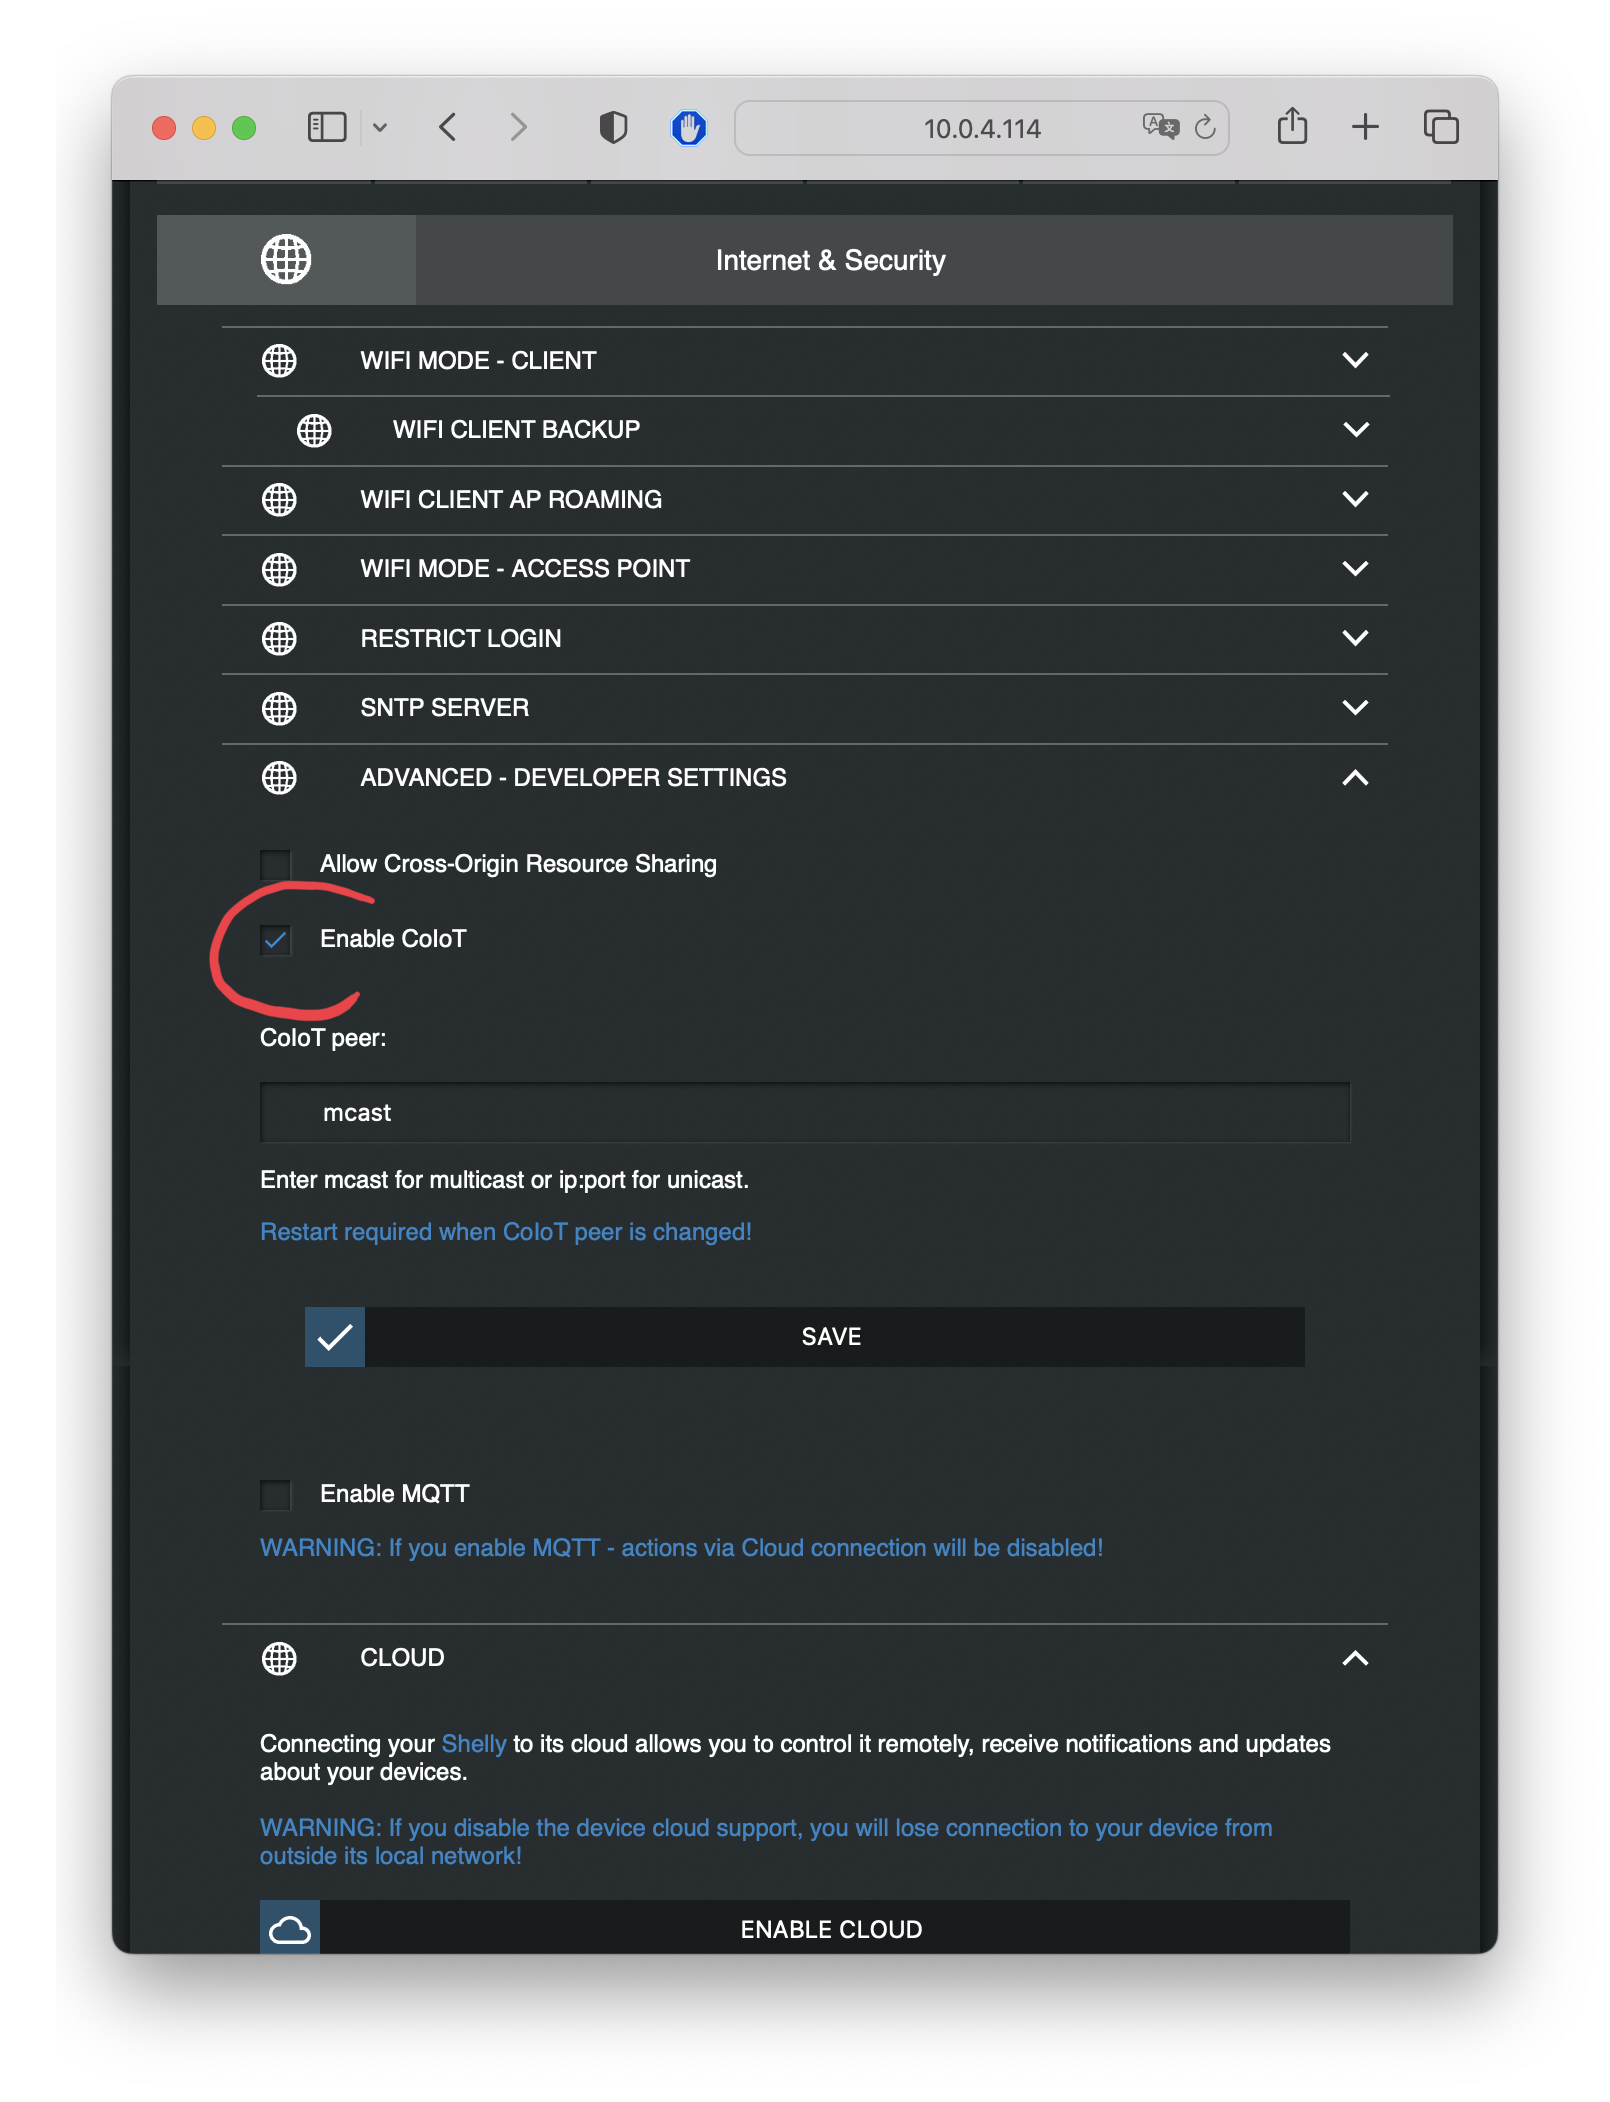 10.0.4.114
Internet & Security
WIFI MODE - CLIENT
WIFI CLIENT BACKUP
WIFI CLIENT AP ROAMING
WIFI MODE - ACCESS POINT
RESTRICT LOGIN
SNTP SERVER
ADVANCED - DEVELOPER SETTINGS
Allow Cross-Origin Resource Sharing
Enable CoIoT
CoIoT peer:
mcast
Enter mcast for multicast or ip:port for unicast.
Restart required when CoIoT peer is changed!
SAVE
Enable MQTT
WARNING: If you enable MQTT - actions via Cloud connection will be disabled!
CLOUD
Connecting your Shelly to its cloud allows you to control it remotely, receive notifications and updates
about your devices.
WARNING: If you disable the device cloud support, you will lose connection to your device from
outside its local network!
ENABLE CLOUD